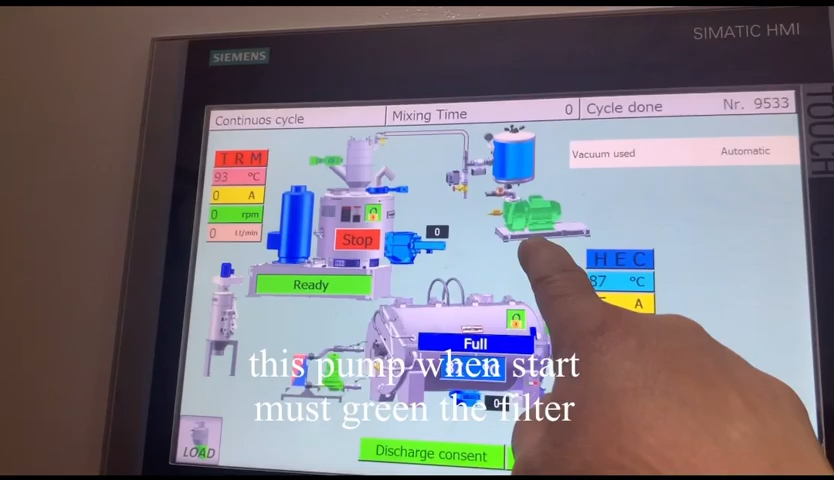 SIEMENS
SIMATIC HMI
TOUCH
Continuos cycle
Mixing Time 0
Cycle done Nr. 9533
Vacuum used Automatic
T R M
93 °C
0 A
0 rpm
0 Lt/min
Stop
0
Ready
H E C
87 °C
A
Full
this pump when start
must green the filter
0
LOAD
Discharge consent